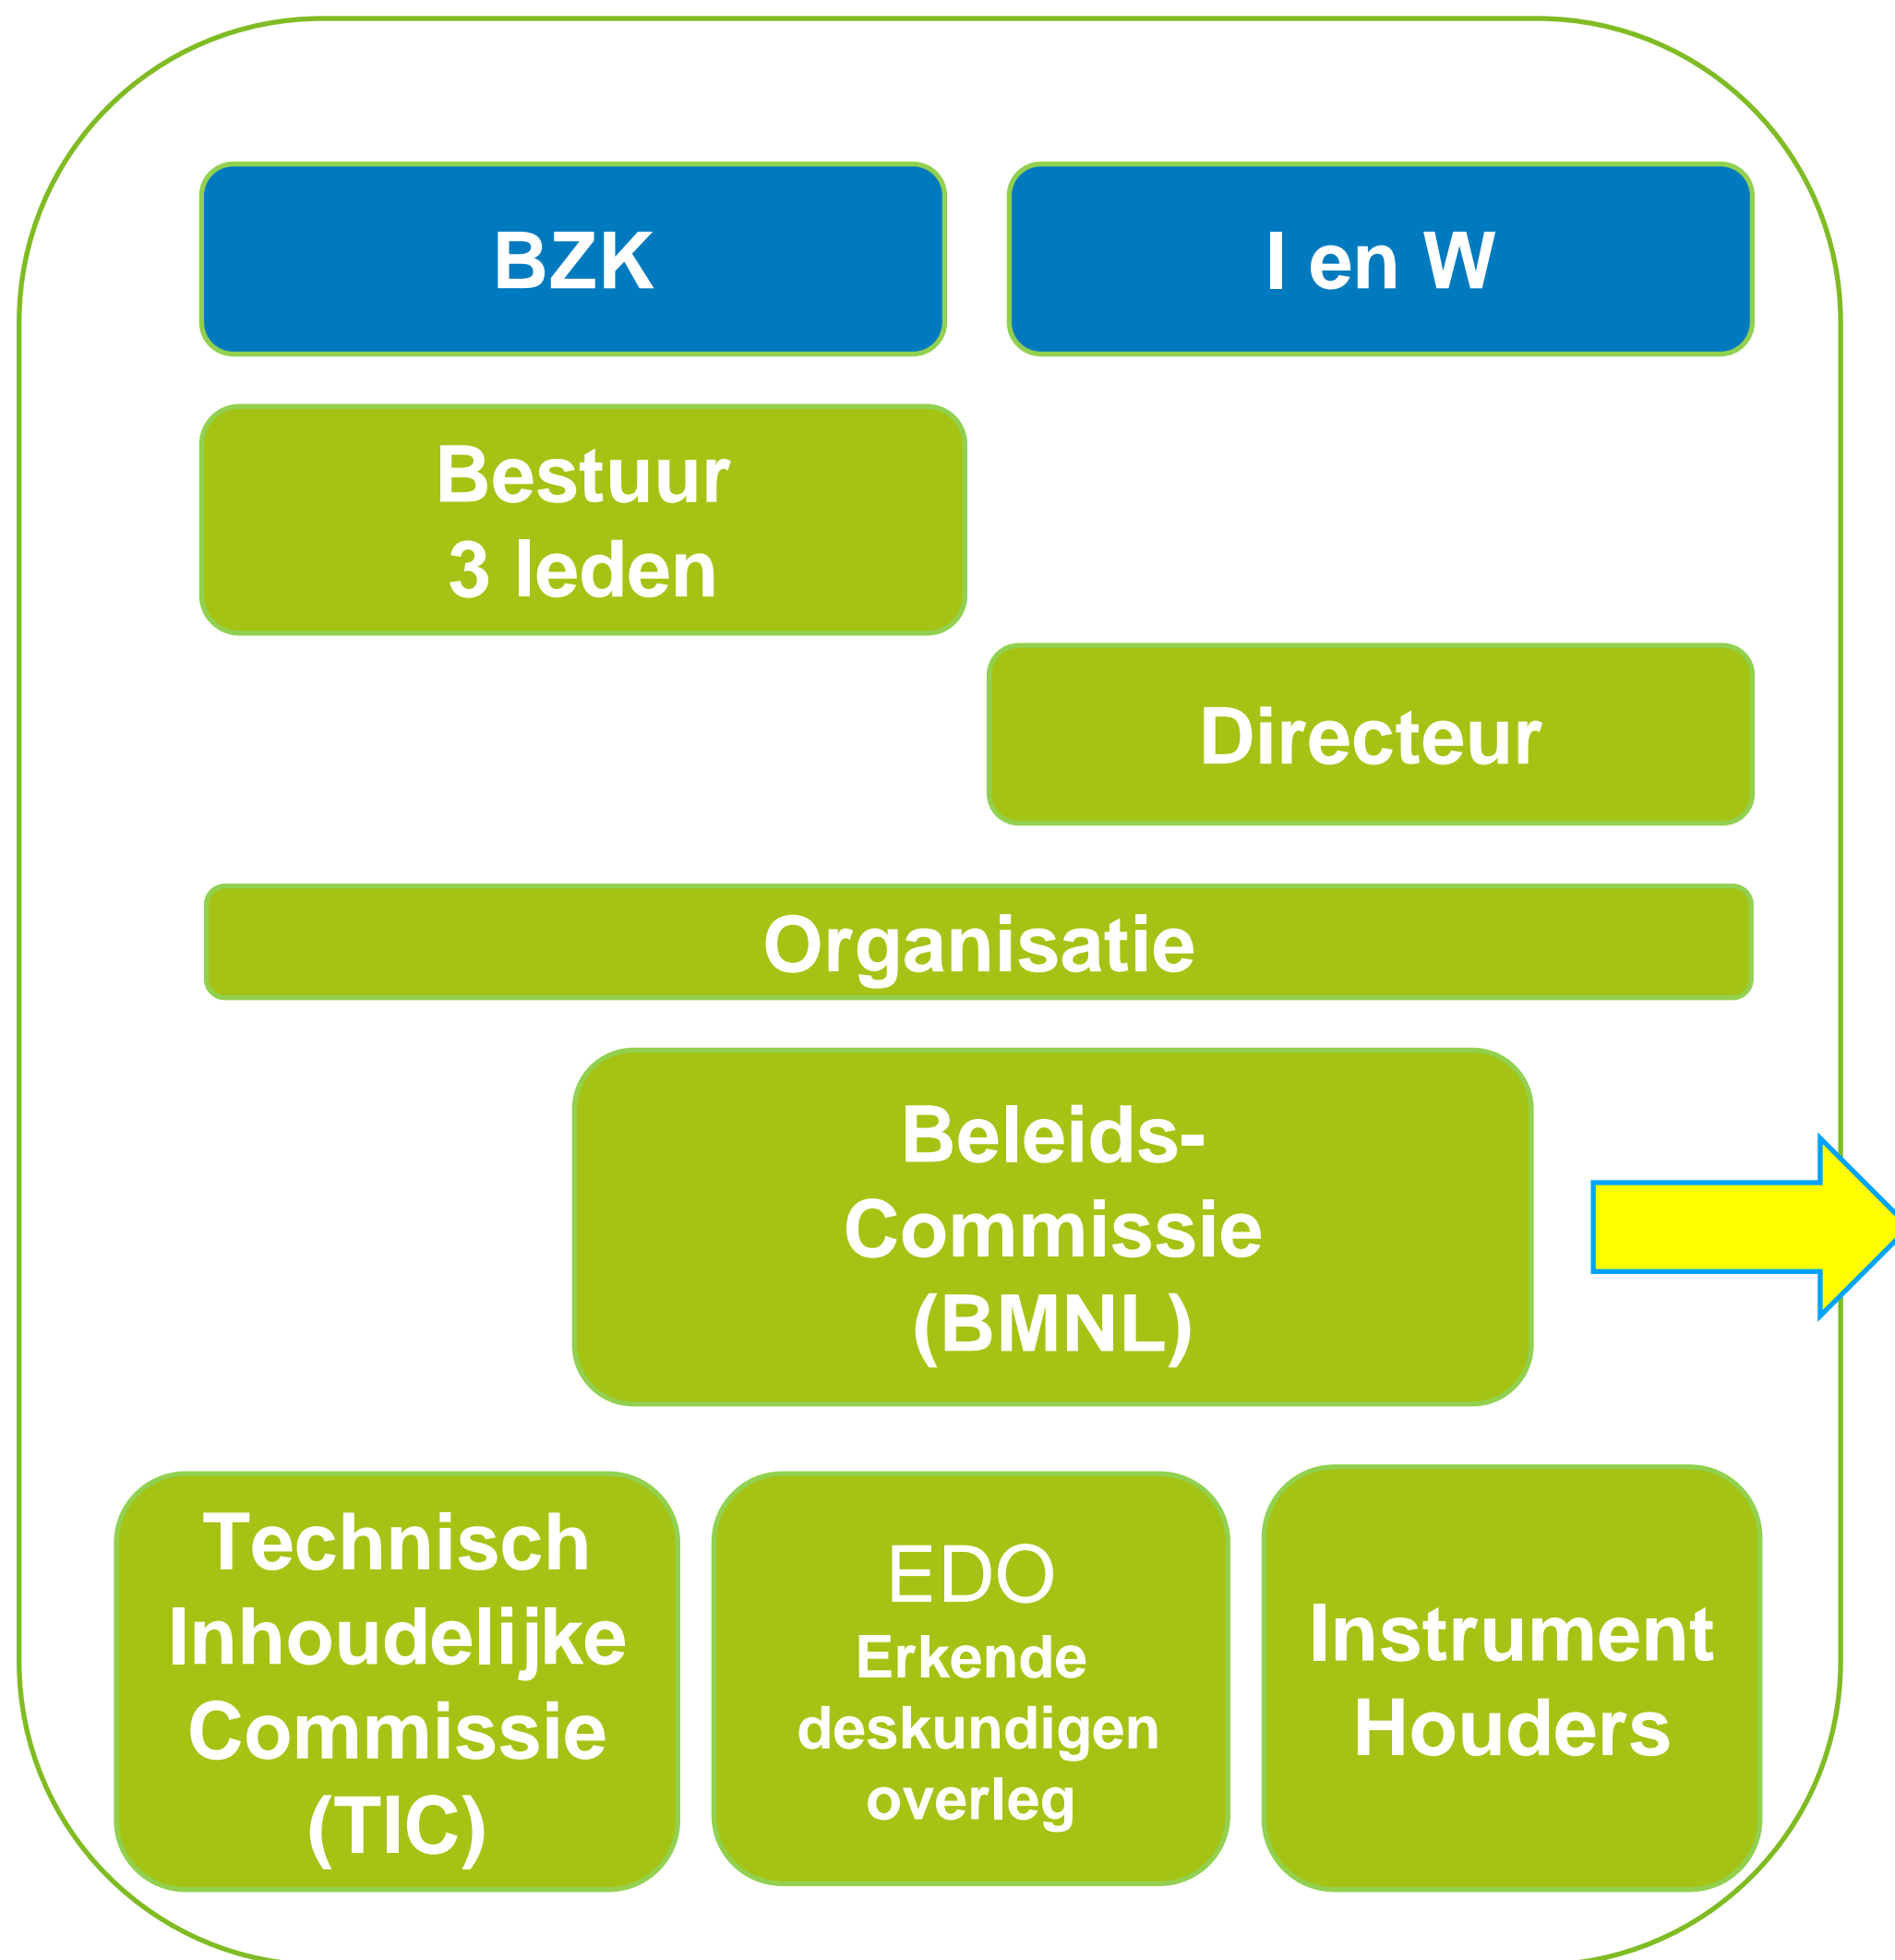 BZK
I en W
Bestuur
3 leden
Directeur
Organisatie
Beleids-
Commissie
(BMNL)
Technisch
Inhoudelijke
Commissie
(TIC)
EDO
Erkende
deskundigen
overleg
Instrument
Houders